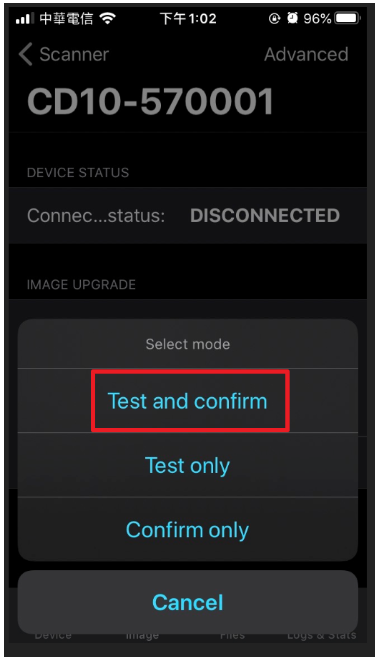 中華電信 下午1:02 96%
Scanner Advanced
CD10-570001
DEVICE STATUS
Connec...status: DISCONNECTED
IMAGE UPGRADE
Select mode
Test and confirm
Test only
Confirm only
Cancel
Device Image Files Logs & Stats